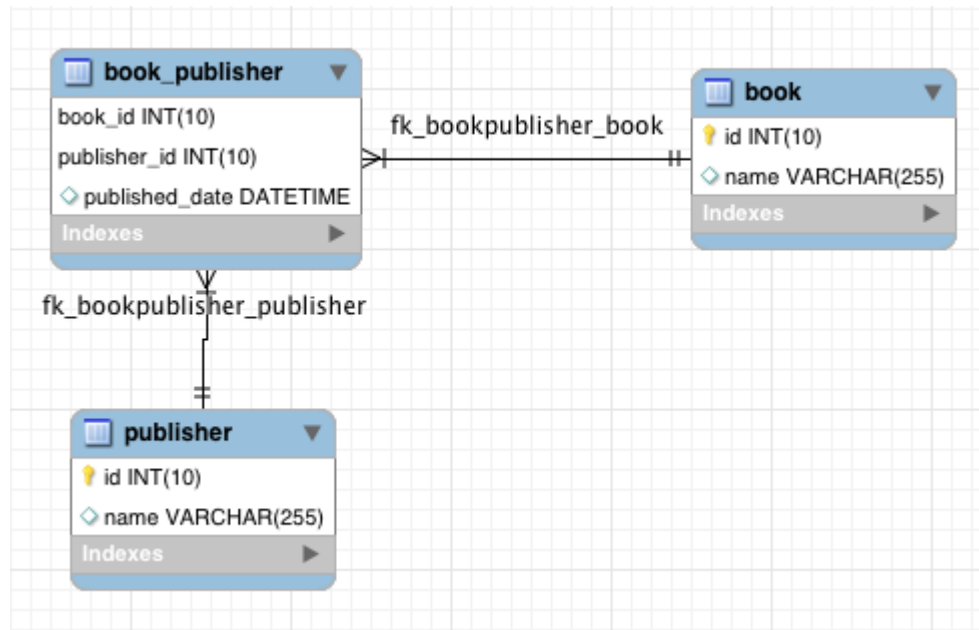 book_publisher
book_id INT(10)
publisher_id INT(10)
published_date DATETIME
Indexes
fk_bookpublisher_book
book
id INT(10)
name VARCHAR(255)
Indexes
fk_bookpublisher_publisher
publisher
id INT(10)
name VARCHAR(255)
Indexes